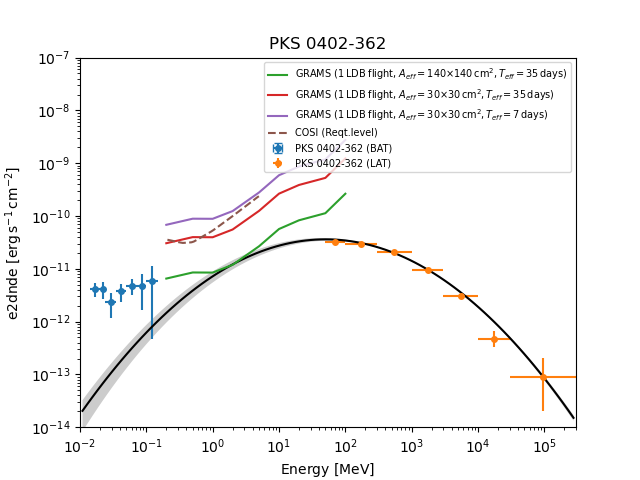 PKS 0402-362
GRAMS (1 LDB flight, A_eff = 140×140 cm², T_eff = 35 days)
GRAMS (1 LDB flight, A_eff = 30×30 cm², T_eff = 35 days)
GRAMS (1 LDB flight, A_eff = 30×30 cm², T_eff = 7 days)
COSI (Reqt.level)
PKS 0402-362 (BAT)
PKS 0402-362 (LAT)
e2dnde [erg s⁻¹ cm⁻²]
10⁻⁷
10⁻⁸
10⁻⁹
10⁻¹⁰
10⁻¹¹
10⁻¹²
10⁻¹³
10⁻¹⁴
10⁻² 10⁻¹ 10⁰ 10¹ 10² 10³ 10⁴ 10⁵
Energy [MeV]